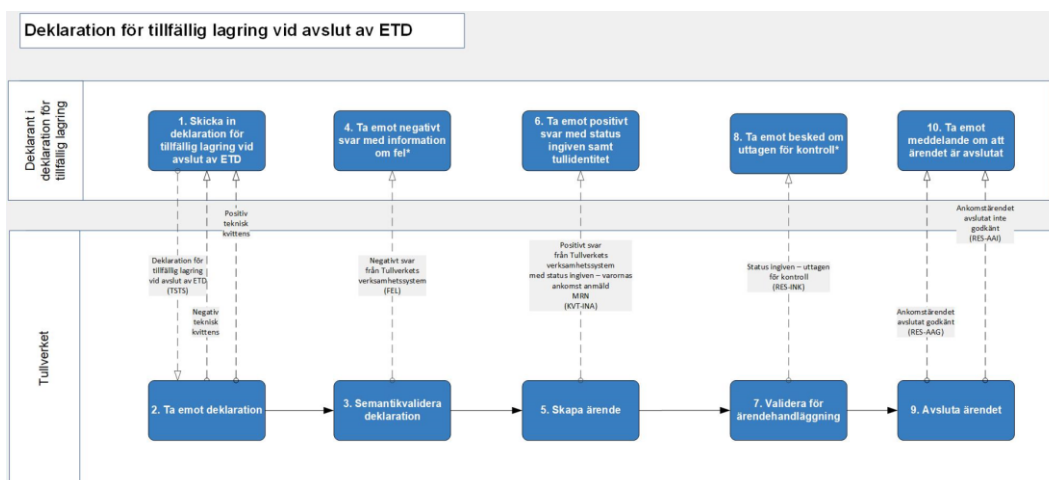 Deklaration för tillfällig lagring vid avslut av ETD
Deklarant i
deklaration för
tillfällig lagring
1. Skicka in
deklaration för
tillfällig lagring vid
avslut av ETD
4. Ta emot negativt
svar med information
om fel*
6. Ta emot positivt
svar med status
ingiven samt
tullidentitet
8. Ta emot besked om
uttagen för kontroll*
10. Ta emot
meddelande om att
ärendet är avslutat
Tullverket
Deklaration för
tillfällig lagring
vid avslut av ETD
(TSTS)
Negativ
teknisk
kvittens
Positiv
teknisk
kvittens
Negativt svar
från Tullverkets
verksamhetssystem
(FEL)
Positivt svar
från Tullverkets
verksamhetssystem
med status ingiven – varornas
ankomst anmäld
MRN
(KVT-INA)
Status ingiven – uttagen
för kontroll
(RES-INK)
Ankomstärendet
avslutat godkänt
(RES-AAG)
Ankomstärendet
avslutat inte
godkänt
(RES-AAI)
2. Ta emot deklaration
3. Semantikvalidera
deklaration
5. Skapa ärende
7. Validera för
ärendehandläggning
9. Avsluta ärendet